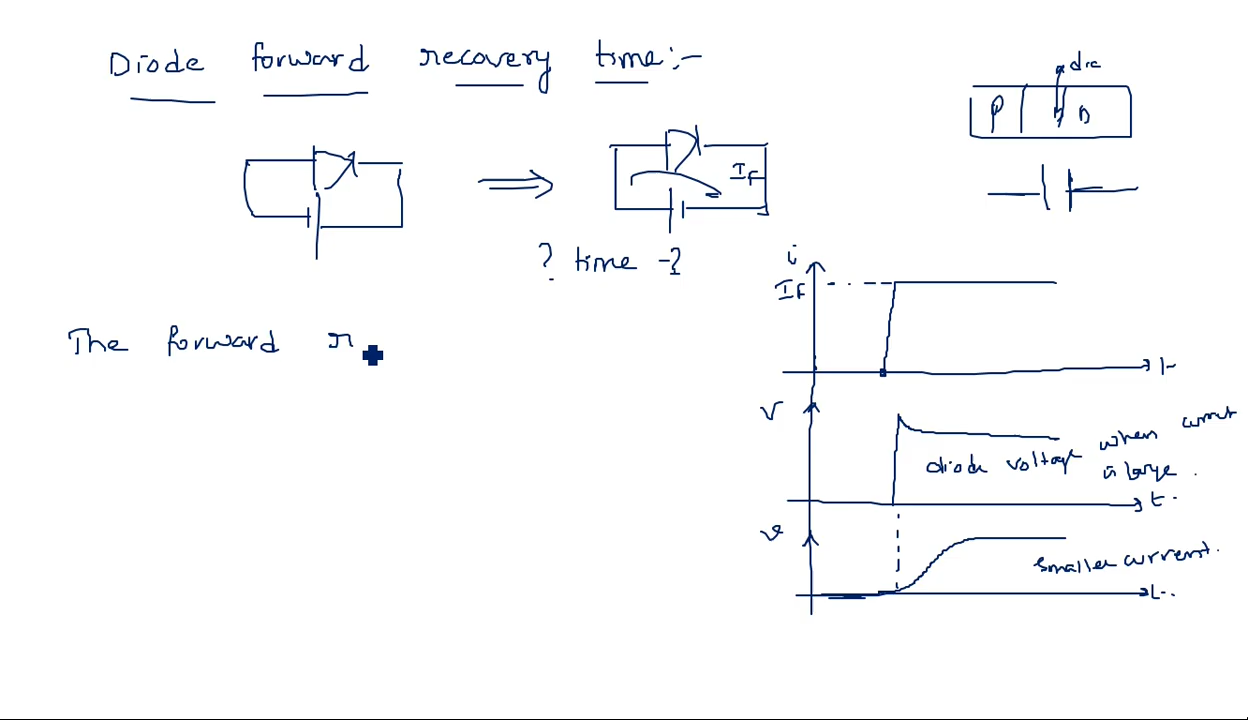 Diode forward recovery time:-
P n
IF
? time -?
i
IF
The forward r
t
V
diode voltage when current is large.
t.
v
smaller current.
t.